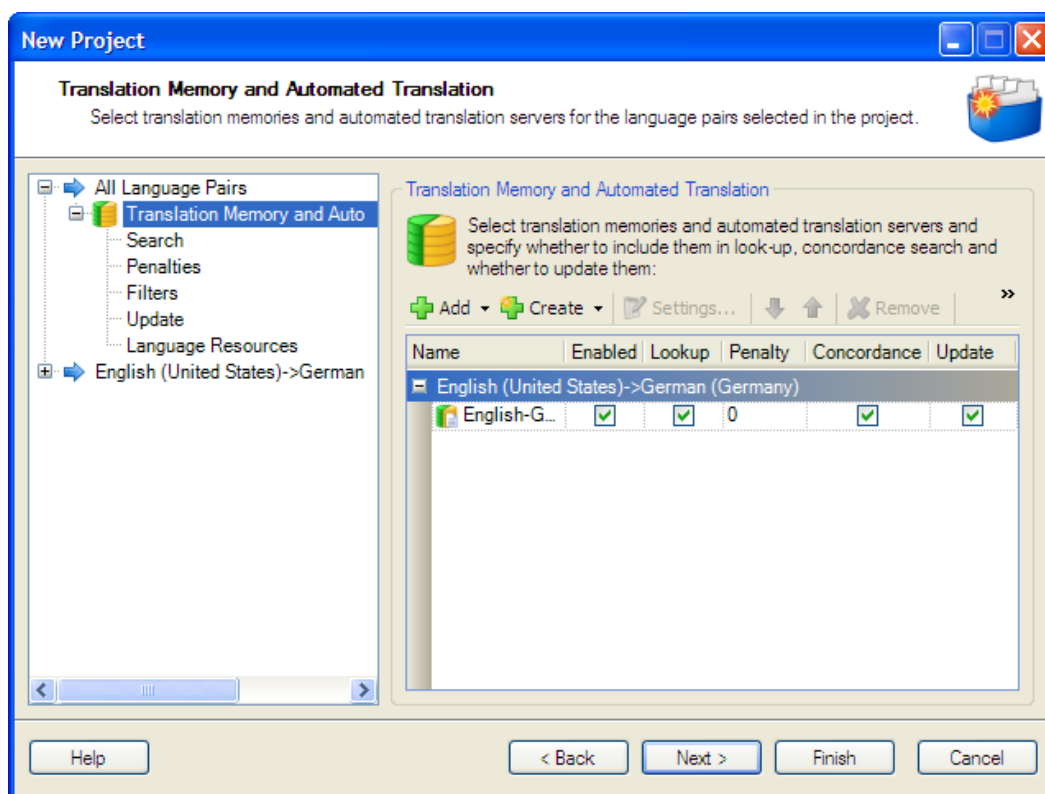 New Project
Translation Memory and Automated Translation
Select translation memories and automated translation servers for the language pairs selected in the project.
All Language Pairs
Translation Memory and Auto
Search
Penalties
Filters
Update
Language Resources
English (United States)->German
Translation Memory and Automated Translation
Select translation memories and automated translation servers and
specify whether to include them in look-up, concordance search and
whether to update them:
Add Create Settings... Remove »
Name Enabled Lookup Penalty Concordance Update
English (United States)->German (Germany)
English-G... 0
Help < Back Next > Finish Cancel